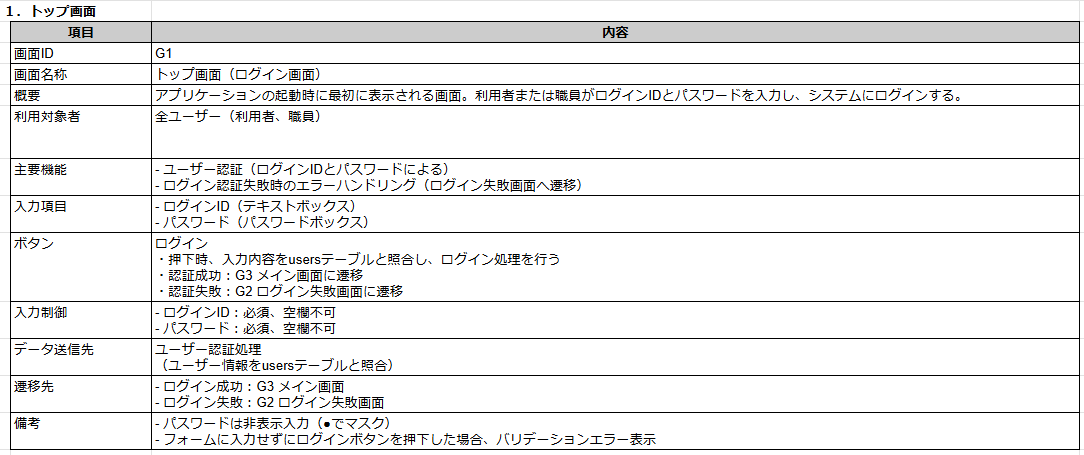 １．トップ画面
項目 内容
画面ID G1
画面名称 トップ画面（ログイン画面）
概要 アプリケーションの起動時に最初に表示される画面。利用者または職員がログインIDとパスワードを入力し、システムにログインする。
利用対象者 全ユーザー（利用者、職員）
主要機能 - ユーザー認証（ログインIDとパスワードによる）
- ログイン認証失敗時のエラーハンドリング（ログイン失敗画面へ遷移）
入力項目 - ログインID（テキストボックス）
- パスワード（パスワードボックス）
ボタン ログイン
・押下時、入力内容をusersテーブルと照合し、ログイン処理を行う
・認証成功：G3 メイン画面に遷移
・認証失敗：G2 ログイン失敗画面に遷移
入力制御 - ログインID：必須、空欄不可
- パスワード：必須、空欄不可
データ送信先 ユーザー認証処理
（ユーザー情報をusersテーブルと照合）
遷移先 - ログイン成功：G3 メイン画面
- ログイン失敗：G2 ログイン失敗画面
備考 - パスワードは非表示入力（●でマスク）
- フォームに入力せずにログインボタンを押下した場合、バリデーションエラー表示